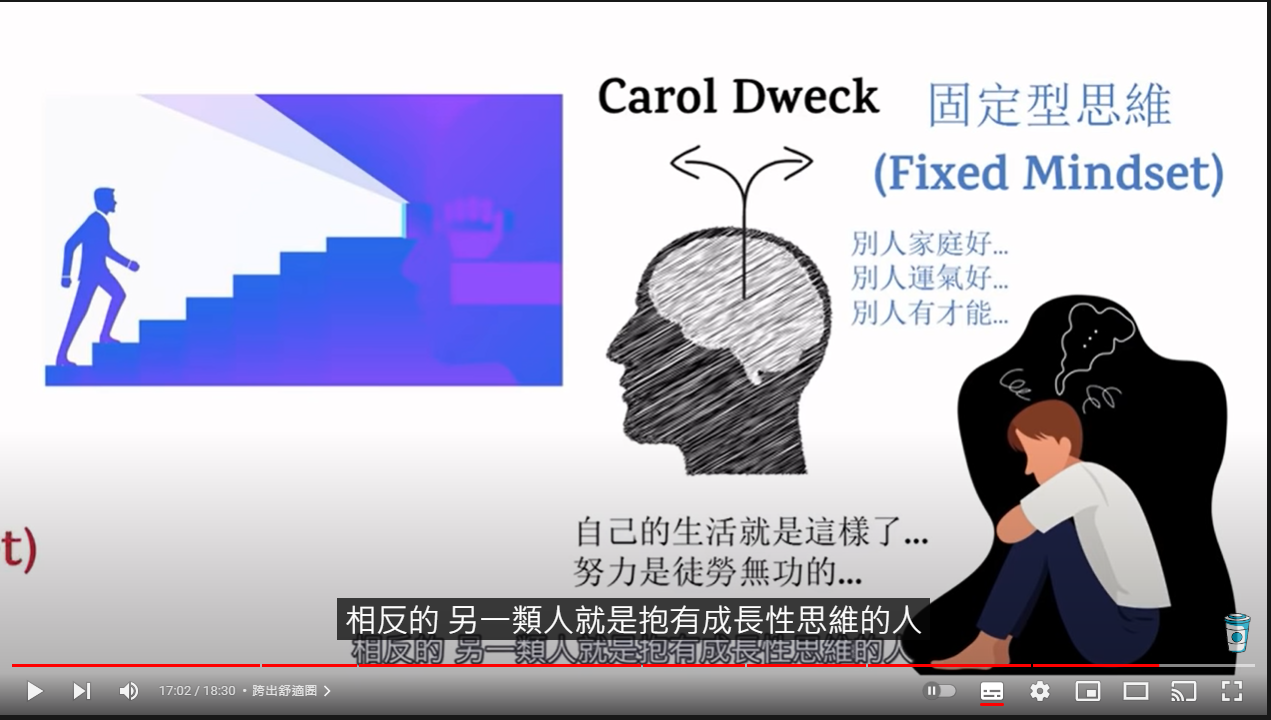 Carol Dweck
固定型思維
(Fixed Mindset)
別人家庭好...
別人運氣好...
別人有才能...
t)
自己的生活就是這樣了...
努力是徒勞無功的...
相反的 另一類人就是抱有成長性思維的人
相反的 另一類人就是抱有成長性思維的人
17:02 / 18:30 • 跨出舒適圈